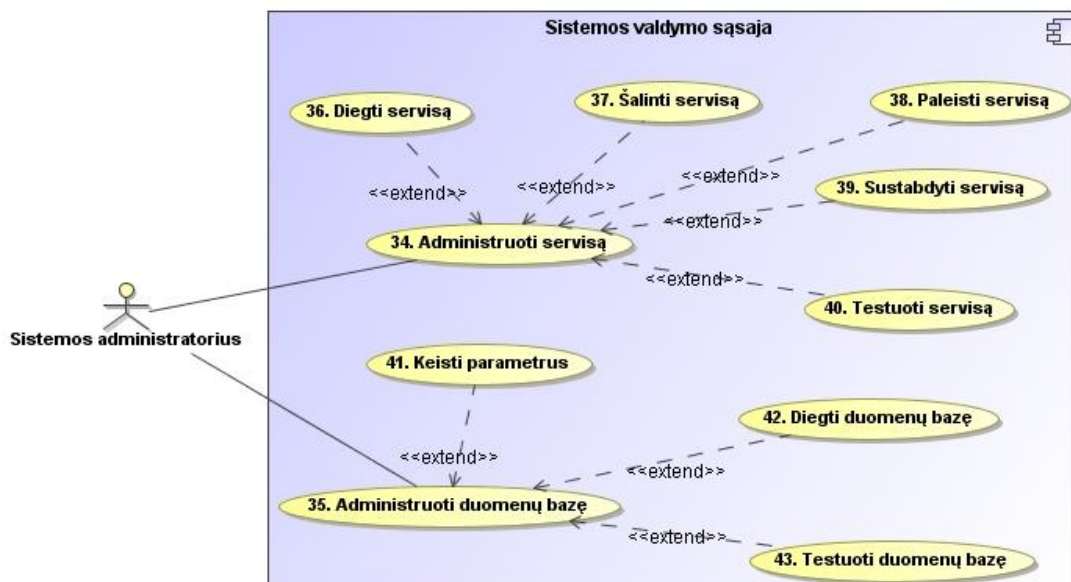 Sistemos valdymo sąsaja
36. Diegti servisą
37. Šalinti servisą
38. Paleisti servisą
<<extend>>
<<extend>>
<<extend>>
39. Sustabdyti servisą
<<extend>>
34. Administruoti servisą
<<extend>>
40. Testuoti servisą
Sistemos administratorius
41. Keisti parametrus
42. Diegti duomenų bazę
<<extend>>
<<extend>>
35. Administruoti duomenų bazę
<<extend>>
43. Testuoti duomenų bazę